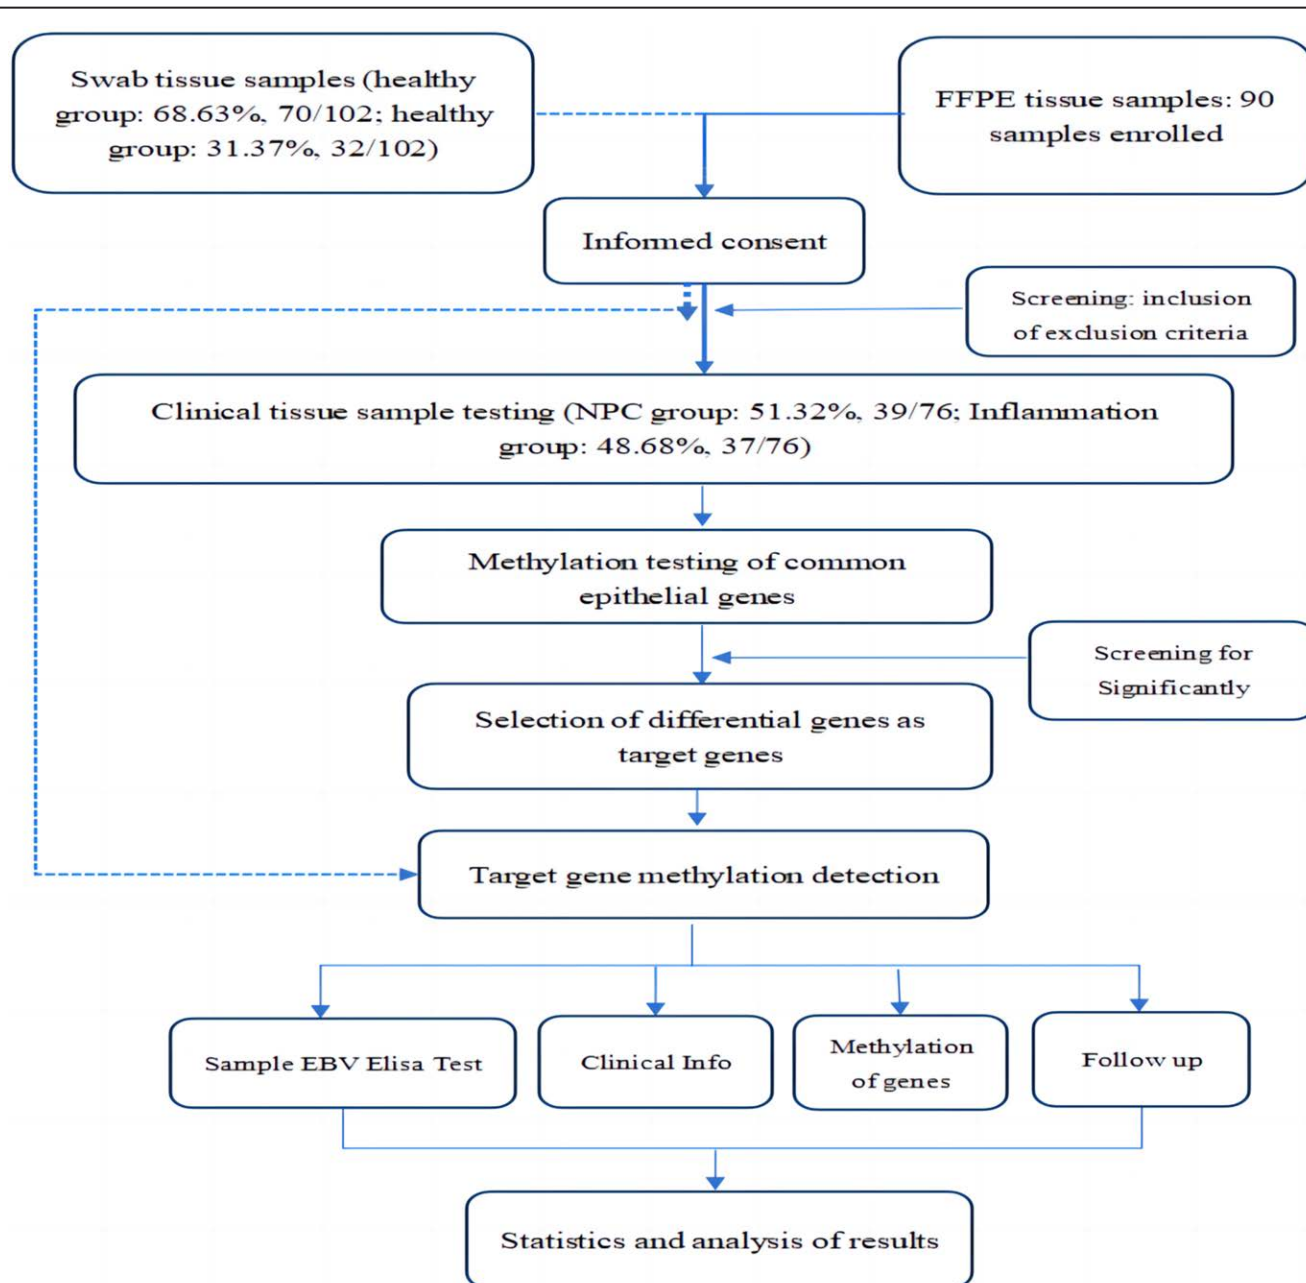 Swab tissue samples (healthy
group: 68.63%, 70/102; healthy
group: 31.37%, 32/102)
FFPE tissue samples: 90
samples enrolled
Informed consent
Screening: inclusion
of exclusion criteria
Clinical tissue sample testing (NPC group: 51.32%, 39/76; Inflammation
group: 48.68%, 37/76)
Methylation testing of common
epithelial genes
Screening for
Significantly
Selection of differential genes as
target genes
Target gene methylation detection
Sample EBV Elisa Test
Clinical Info
Methylation
of genes
Follow up
Statistics and analysis of results